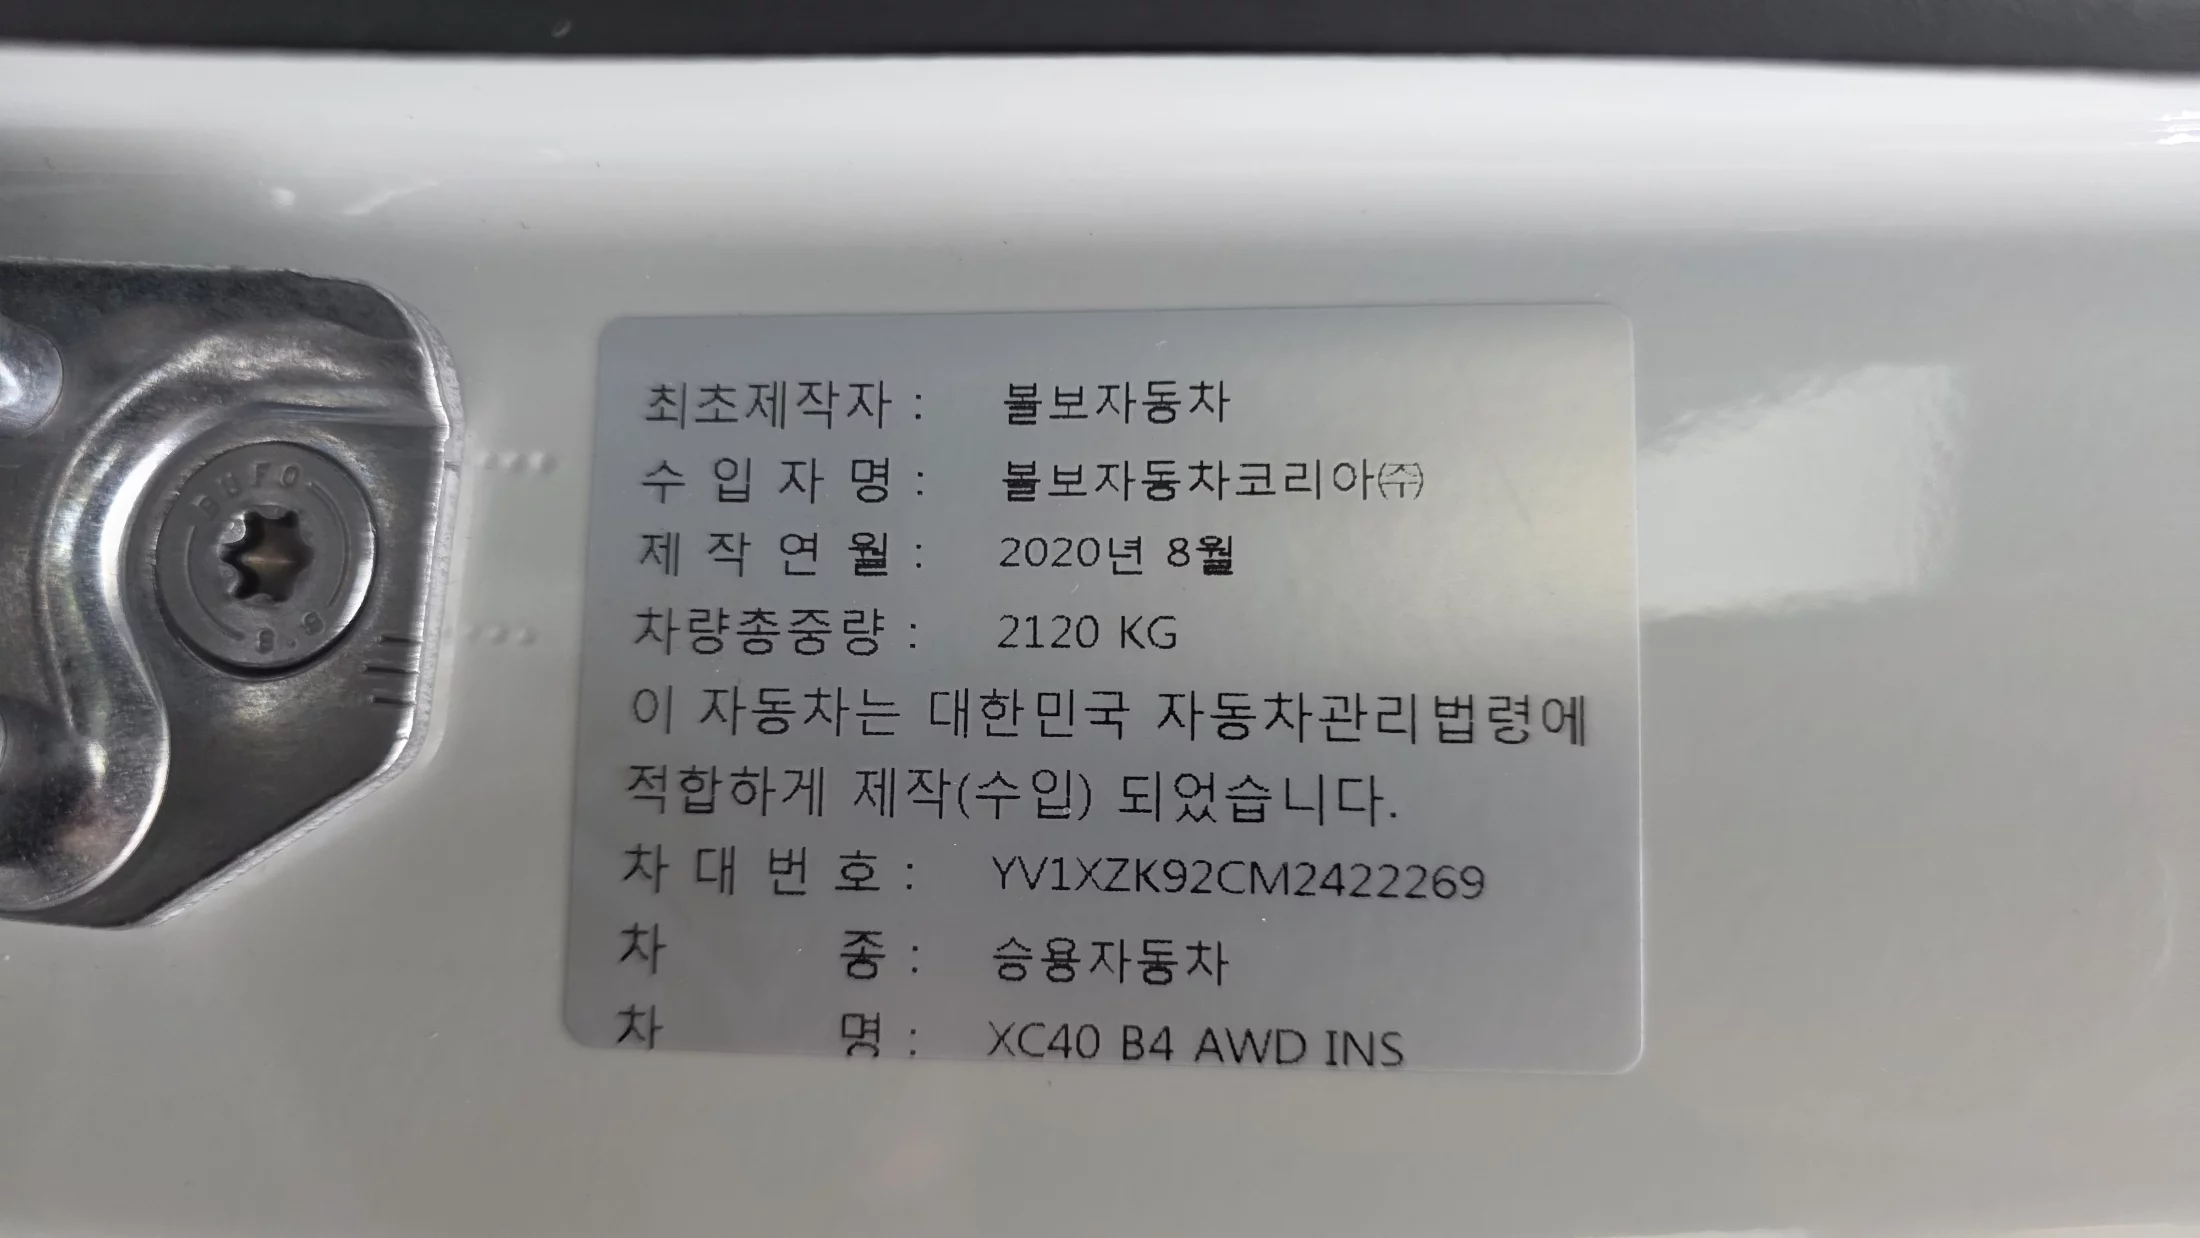 BUFO
8.8
최초제작자 : 볼보자동차
수 입 자 명 : 볼보자동차코리아㈜
제 작 연 월 : 2020년 8월
차량총중량 : 2120 KG
이 자동차는 대한민국 자동차관리법령에
적합하게 제작(수입) 되었습니다.
차 대 번 호 : YV1XZK92CM2422269
차 종 : 승용자동차
차 명 : XC40 B4 AWD INS